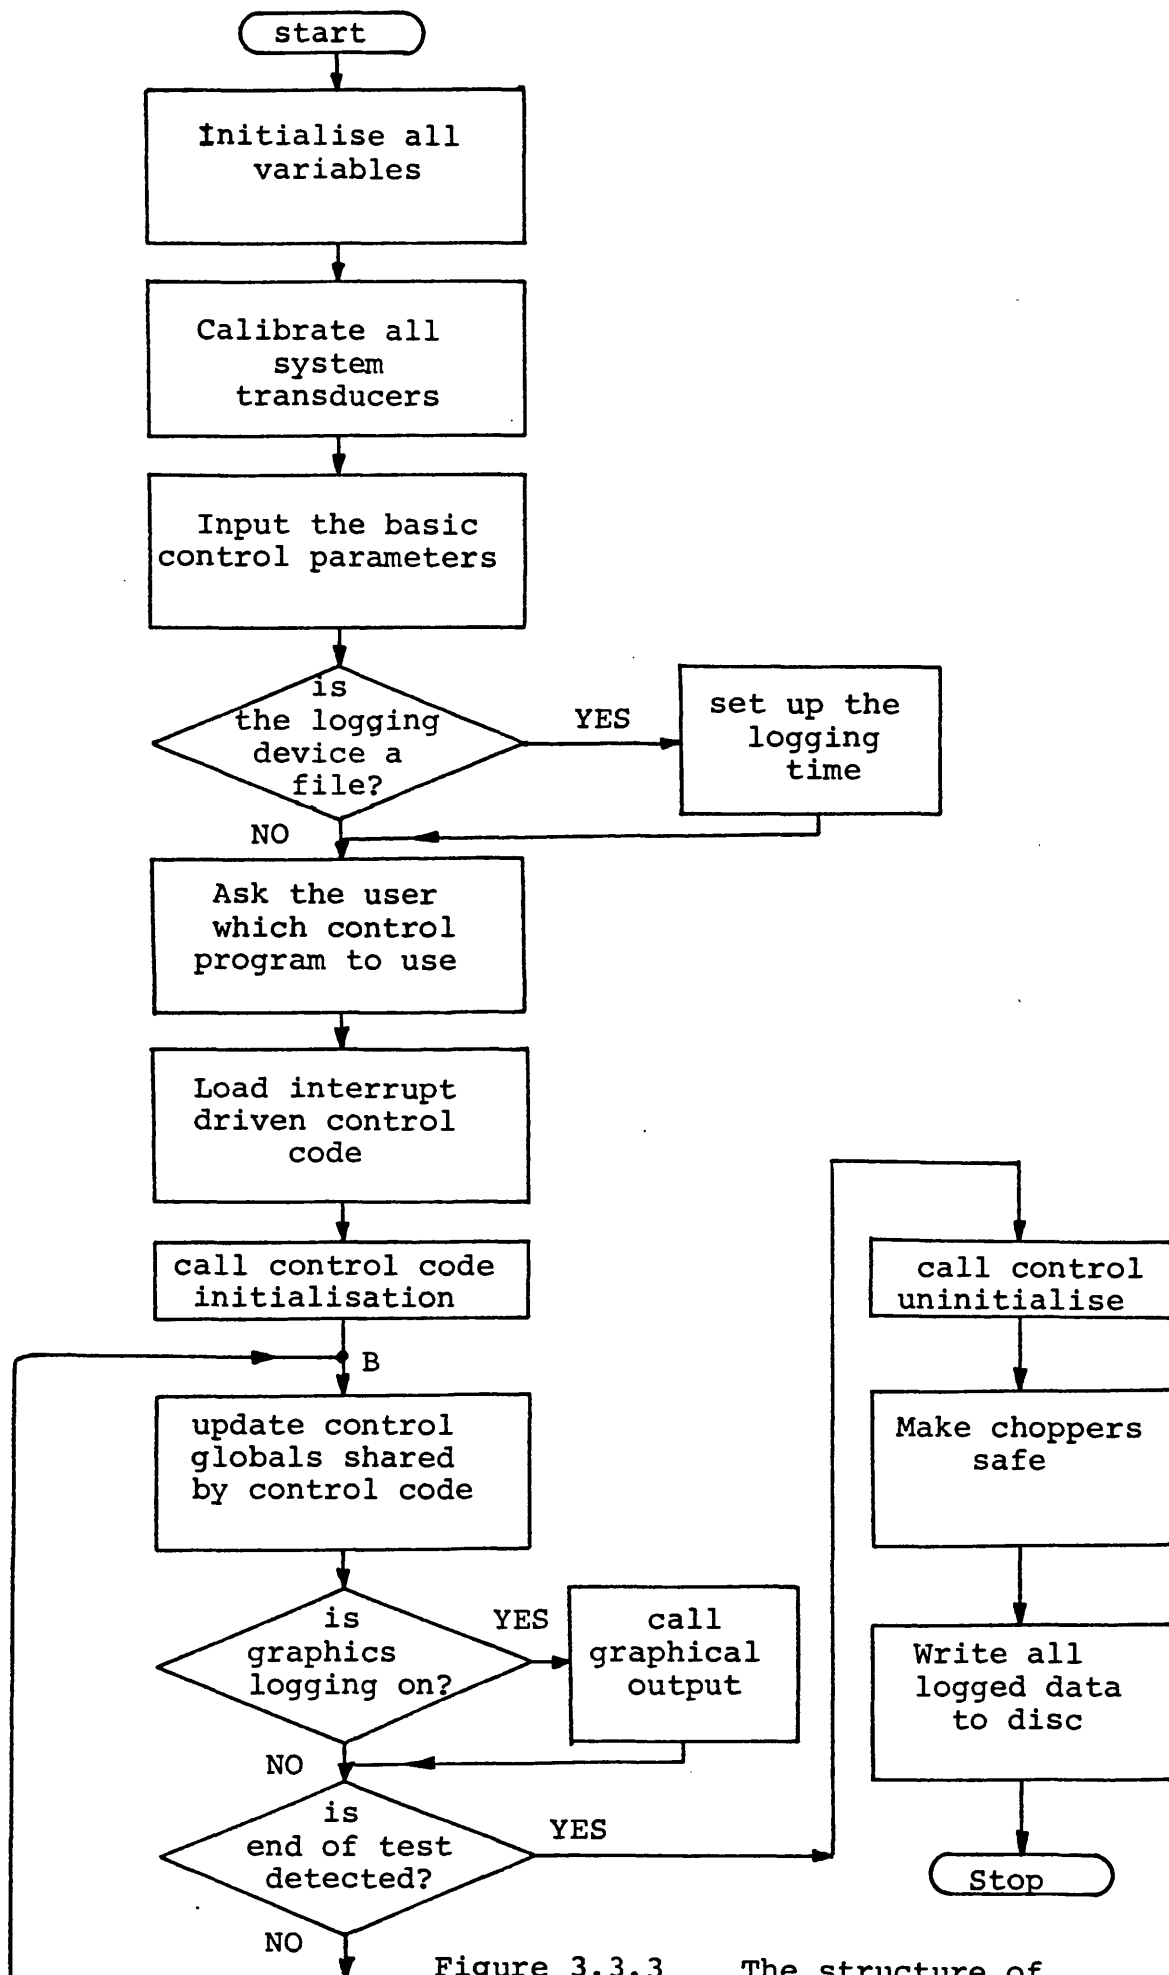 start
Initialise all
variables
Calibrate all
system
transducers
Input the basic
control parameters
is
the logging
device a
file?
YES
set up the
logging
time
NO
Ask the user
which control
program to use
Load interrupt
driven control
code
call control code
initialisation
B
update control
globals shared
by control code
is
graphics
logging on?
YES
call
graphical
output
NO
is
end of test
detected?
YES
NO
call control
uninitialise
Make choppers
safe
Write all
logged data
to disc
Stop
Figure 3.3.3 The structure of